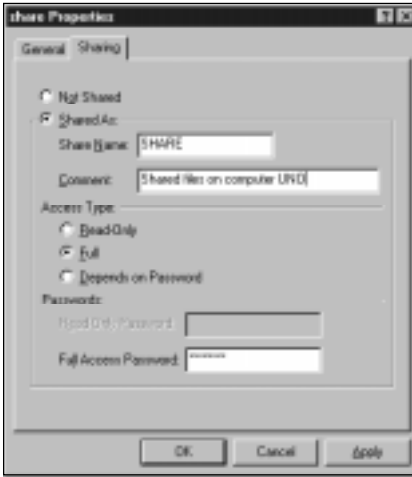 share Properties
General Sharing
Not Shared
Shared As:
Share Name: SHARE
Comment: Shared files on computer UNO
Access Type:
Read-Only
Full
Depends on Password
Passwords:
Read-Only Password:
Full Access Password: *******
OK Cancel Apply